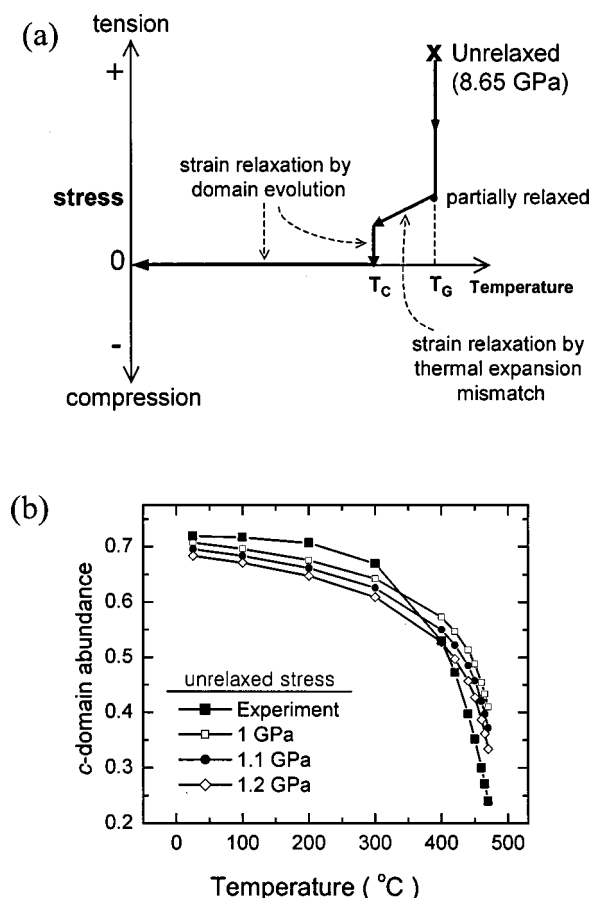 (a)
tension
+
Unrelaxed
(8.65 GPa)
strain relaxation by
domain evolution
stress
partially relaxed
0
T_C
T_G
Temperature
-
strain relaxation by
thermal expansion
mismatch
compression
(b)
c-domain abundance
0.7
0.6
0.5
0.4
0.3
0.2
unrelaxed stress
Experiment
1 GPa
1.1 GPa
1.2 GPa
0 100 200 300 400 500
Temperature ( °C)